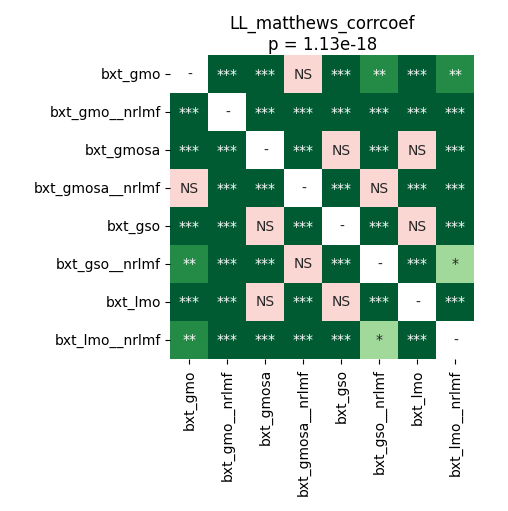 LL_matthews_corrcoef
p = 1.13e-18
bxt_gmo - *** *** NS *** ** *** **
bxt_gmo__nrlmf *** - *** *** *** *** *** ***
bxt_gmosa *** *** - *** NS *** NS ***
bxt_gmosa__nrlmf NS *** *** - *** NS *** ***
bxt_gso *** *** NS *** - *** NS ***
bxt_gso__nrlmf ** *** *** NS *** - *** *
bxt_lmo *** *** NS *** NS *** - ***
bxt_lmo__nrlmf ** *** *** *** *** * *** -
bxt_gmo
bxt_gmo__nrlmf
bxt_gmosa
bxt_gmosa__nrlmf
bxt_gso
bxt_gso__nrlmf
bxt_lmo
bxt_lmo__nrlmf